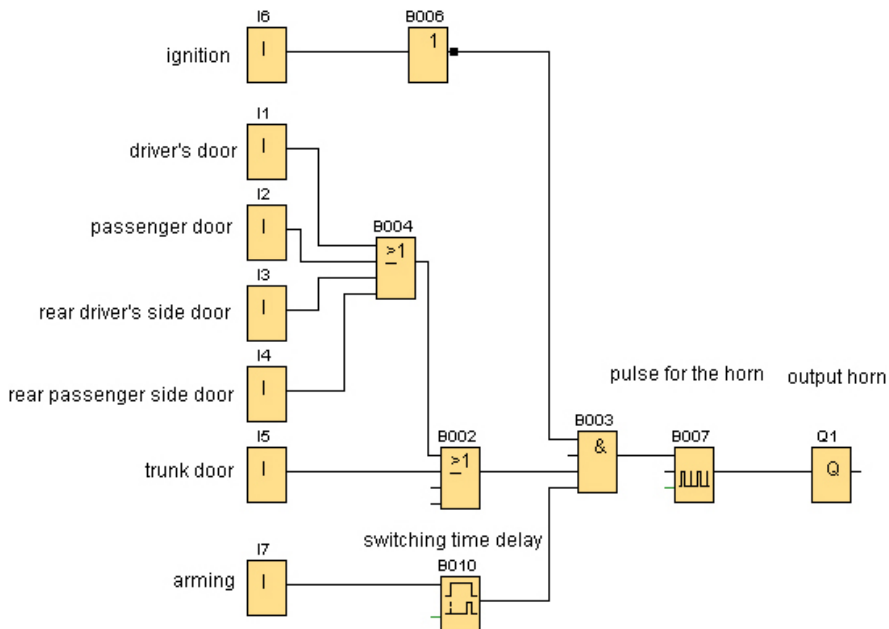 I6
B006
ignition
I
1
I1
driver's door
I
I2
passenger door
I
B004
>1
I3
rear driver's side door
I
I4
rear passenger side door
I
pulse for the horn
output horn
I5
B002
B003
B007
Q1
trunk door
I
>1
&
Q
switching time delay
I7
B010
arming
I